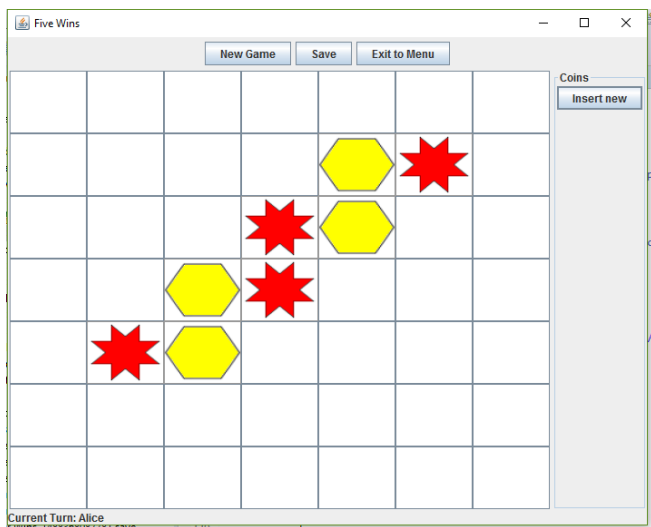 Five Wins
New Game Save Exit to Menu
Coins
Insert new
Current Turn: Alice